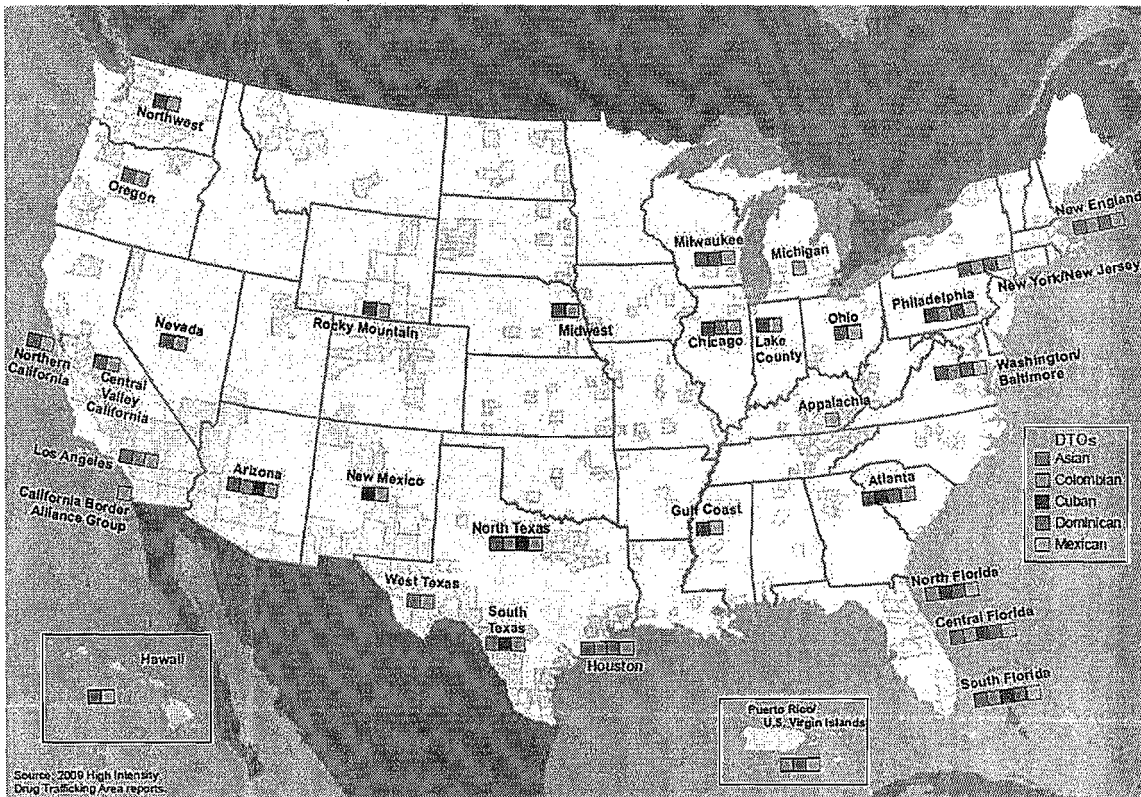 Northwest
Oregon
Northern
California
Central
Valley
California
Nevada
Los Angeles
California Border
Alliance Group
Arizona
Rocky Mountain
New Mexico
North Texas
West Texas
South
Texas
Houston
Midwest
Milwaukee
Michigan
Chicago
Lake
County
Ohio
Appalachia
Gulf Coast
Atlanta
New England
New York/New Jersey
Philadelphia
Washington/
Baltimore
DTOs
Asian
Colombian
Cuban
Dominican
Mexican
North Florida
Central Florida
South Florida
Hawaii
Puerto Rico/
U.S. Virgin Islands
Source: 2009 High Intensity
Drug Trafficking Area reports.